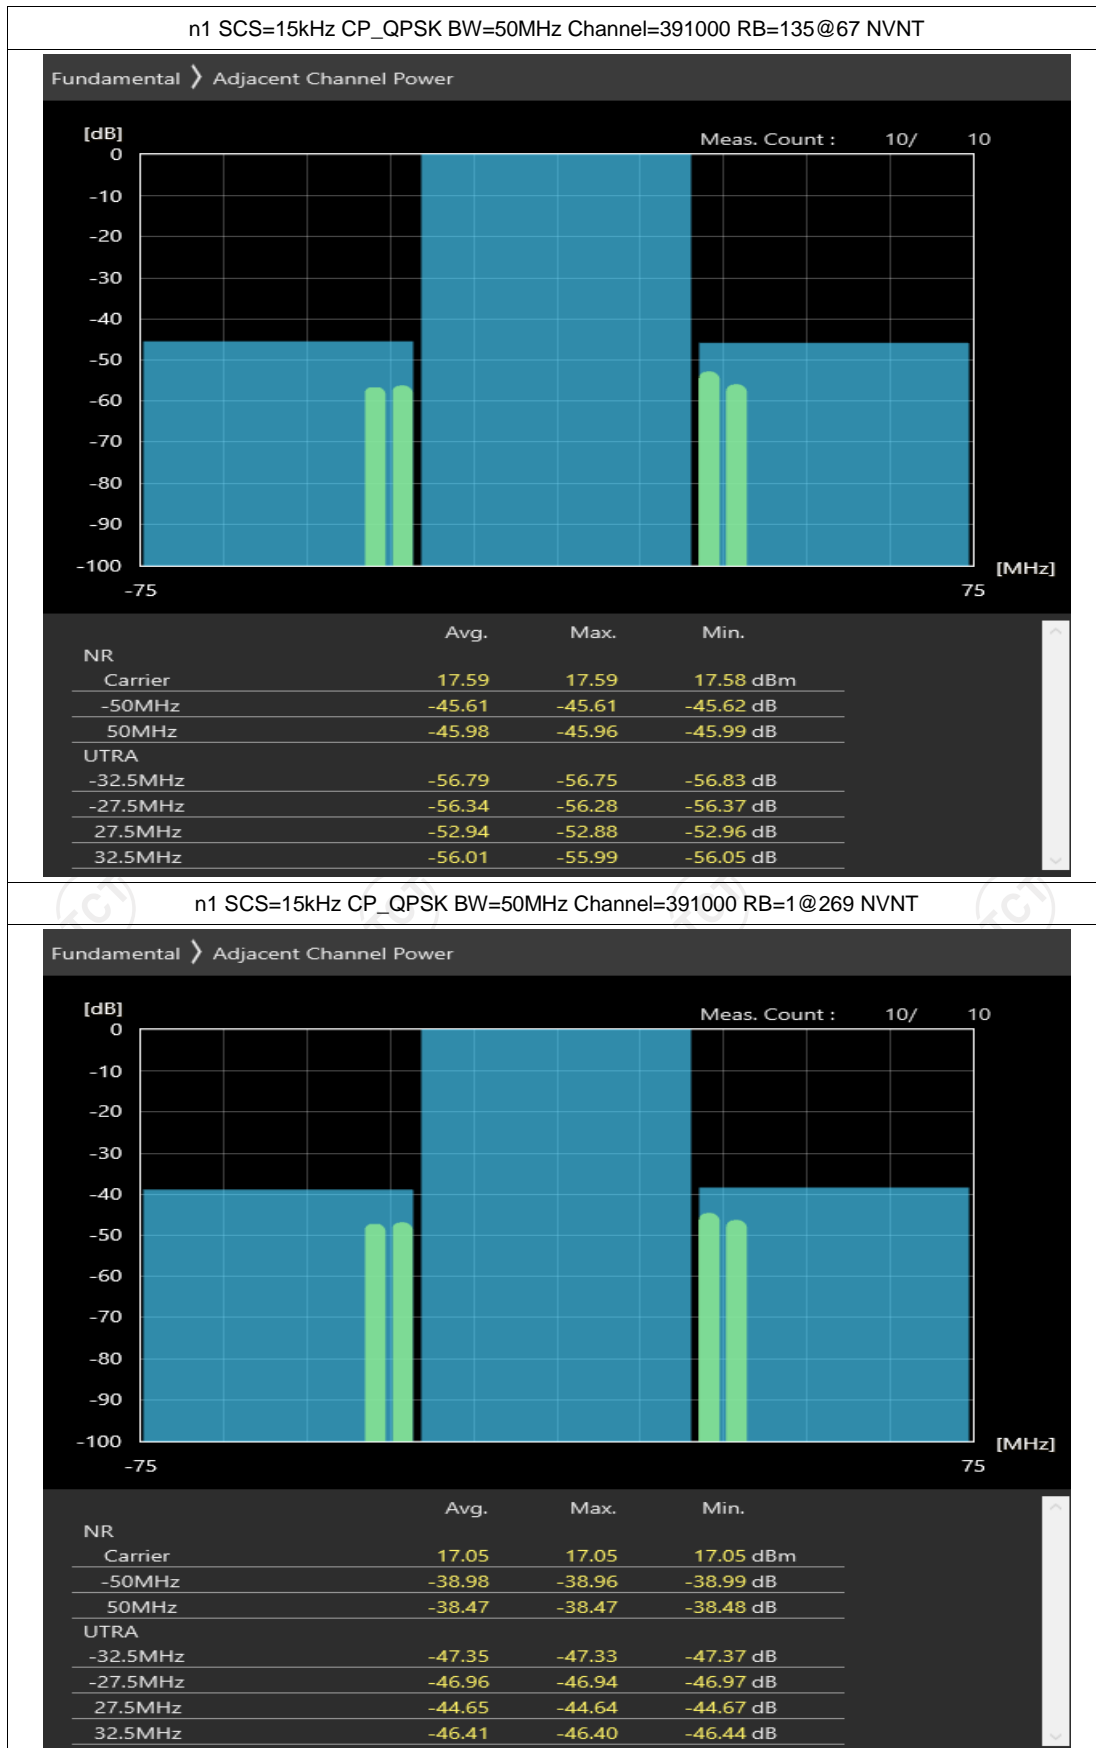 n1 SCS=15kHz CP_QPSK BW=50MHz Channel=391000 RB=135@67 NVNT
Fundamental > Adjacent Channel Power
[dB]
Meas. Count : 10/ 10
0
-10
-20
-30
-40
-50
-60
-70
-80
-90
-100
[MHz]
-75 75
Avg. Max. Min.
NR
Carrier 17.59 17.59 17.58 dBm
-50MHz -45.61 -45.61 -45.62 dB
50MHz -45.98 -45.96 -45.99 dB
UTRA
-32.5MHz -56.79 -56.75 -56.83 dB
-27.5MHz -56.34 -56.28 -56.37 dB
27.5MHz -52.94 -52.88 -52.96 dB
32.5MHz -56.01 -55.99 -56.05 dB
TCT TCT TCT TCT
n1 SCS=15kHz CP_QPSK BW=50MHz Channel=391000 RB=1@269 NVNT
Fundamental > Adjacent Channel Power
[dB]
Meas. Count : 10/ 10
0
-10
-20
-30
-40
-50
-60
-70
-80
-90
-100
[MHz]
-75 75
Avg. Max. Min.
NR
Carrier 17.05 17.05 17.05 dBm
-50MHz -38.98 -38.96 -38.99 dB
50MHz -38.47 -38.47 -38.48 dB
UTRA
-32.5MHz -47.35 -47.33 -47.37 dB
-27.5MHz -46.96 -46.94 -46.97 dB
27.5MHz -44.65 -44.64 -44.67 dB
32.5MHz -46.41 -46.40 -46.44 dB